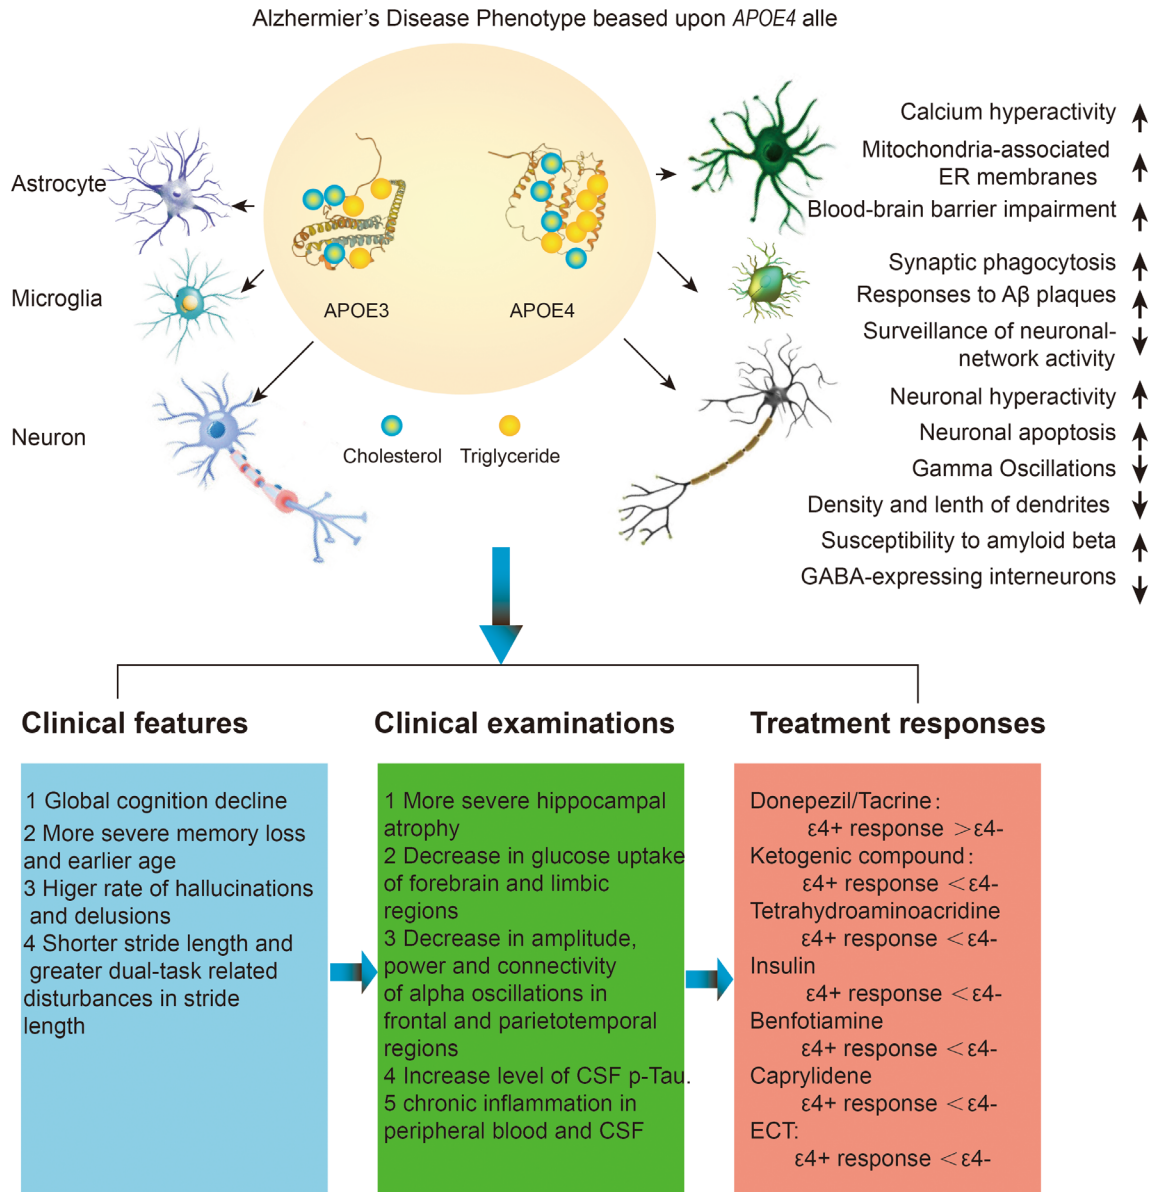 Alzhermier’s Disease Phenotype beased upon APOE4 alle
Astrocyte
Microglia
Neuron
APOE3
APOE4
Cholesterol
Triglyceride
Calcium hyperactivity
Mitochondria-associated
ER membranes
Blood-brain barrier impairment
Synaptic phagocytosis
Responses to Aβ plaques
Surveillance of neuronal-
network activity
Neuronal hyperactivity
Neuronal apoptosis
Gamma Oscillations
Density and lenth of dendrites
Susceptibility to amyloid beta
GABA-expressing interneurons
Clinical features
1 Global cognition decline
2 More severe memory loss
and earlier age
3 Higer rate of hallucinations
and delusions
4 Shorter stride length and
greater dual-task related
disturbances in stride
length
Clinical examinations
1 More severe hippocampal
atrophy
2 Decrease in glucose uptake
of forebrain and limbic
regions
3 Decrease in amplitude,
power and connectivity
of alpha oscillations in
frontal and parietotemporal
regions
4 Increase level of CSF p-Tau.
5 chronic inflammation in
peripheral blood and CSF
Treatment responses
Donepezil/Tacrine:
ε4+ response >ε4-
Ketogenic compound:
ε4+ response <ε4-
Tetrahydroaminoacridine
ε4+ response <ε4-
Insulin
ε4+ response <ε4-
Benfotiamine
ε4+ response <ε4-
Caprylidene
ε4+ response <ε4-
ECT:
ε4+ response <ε4-